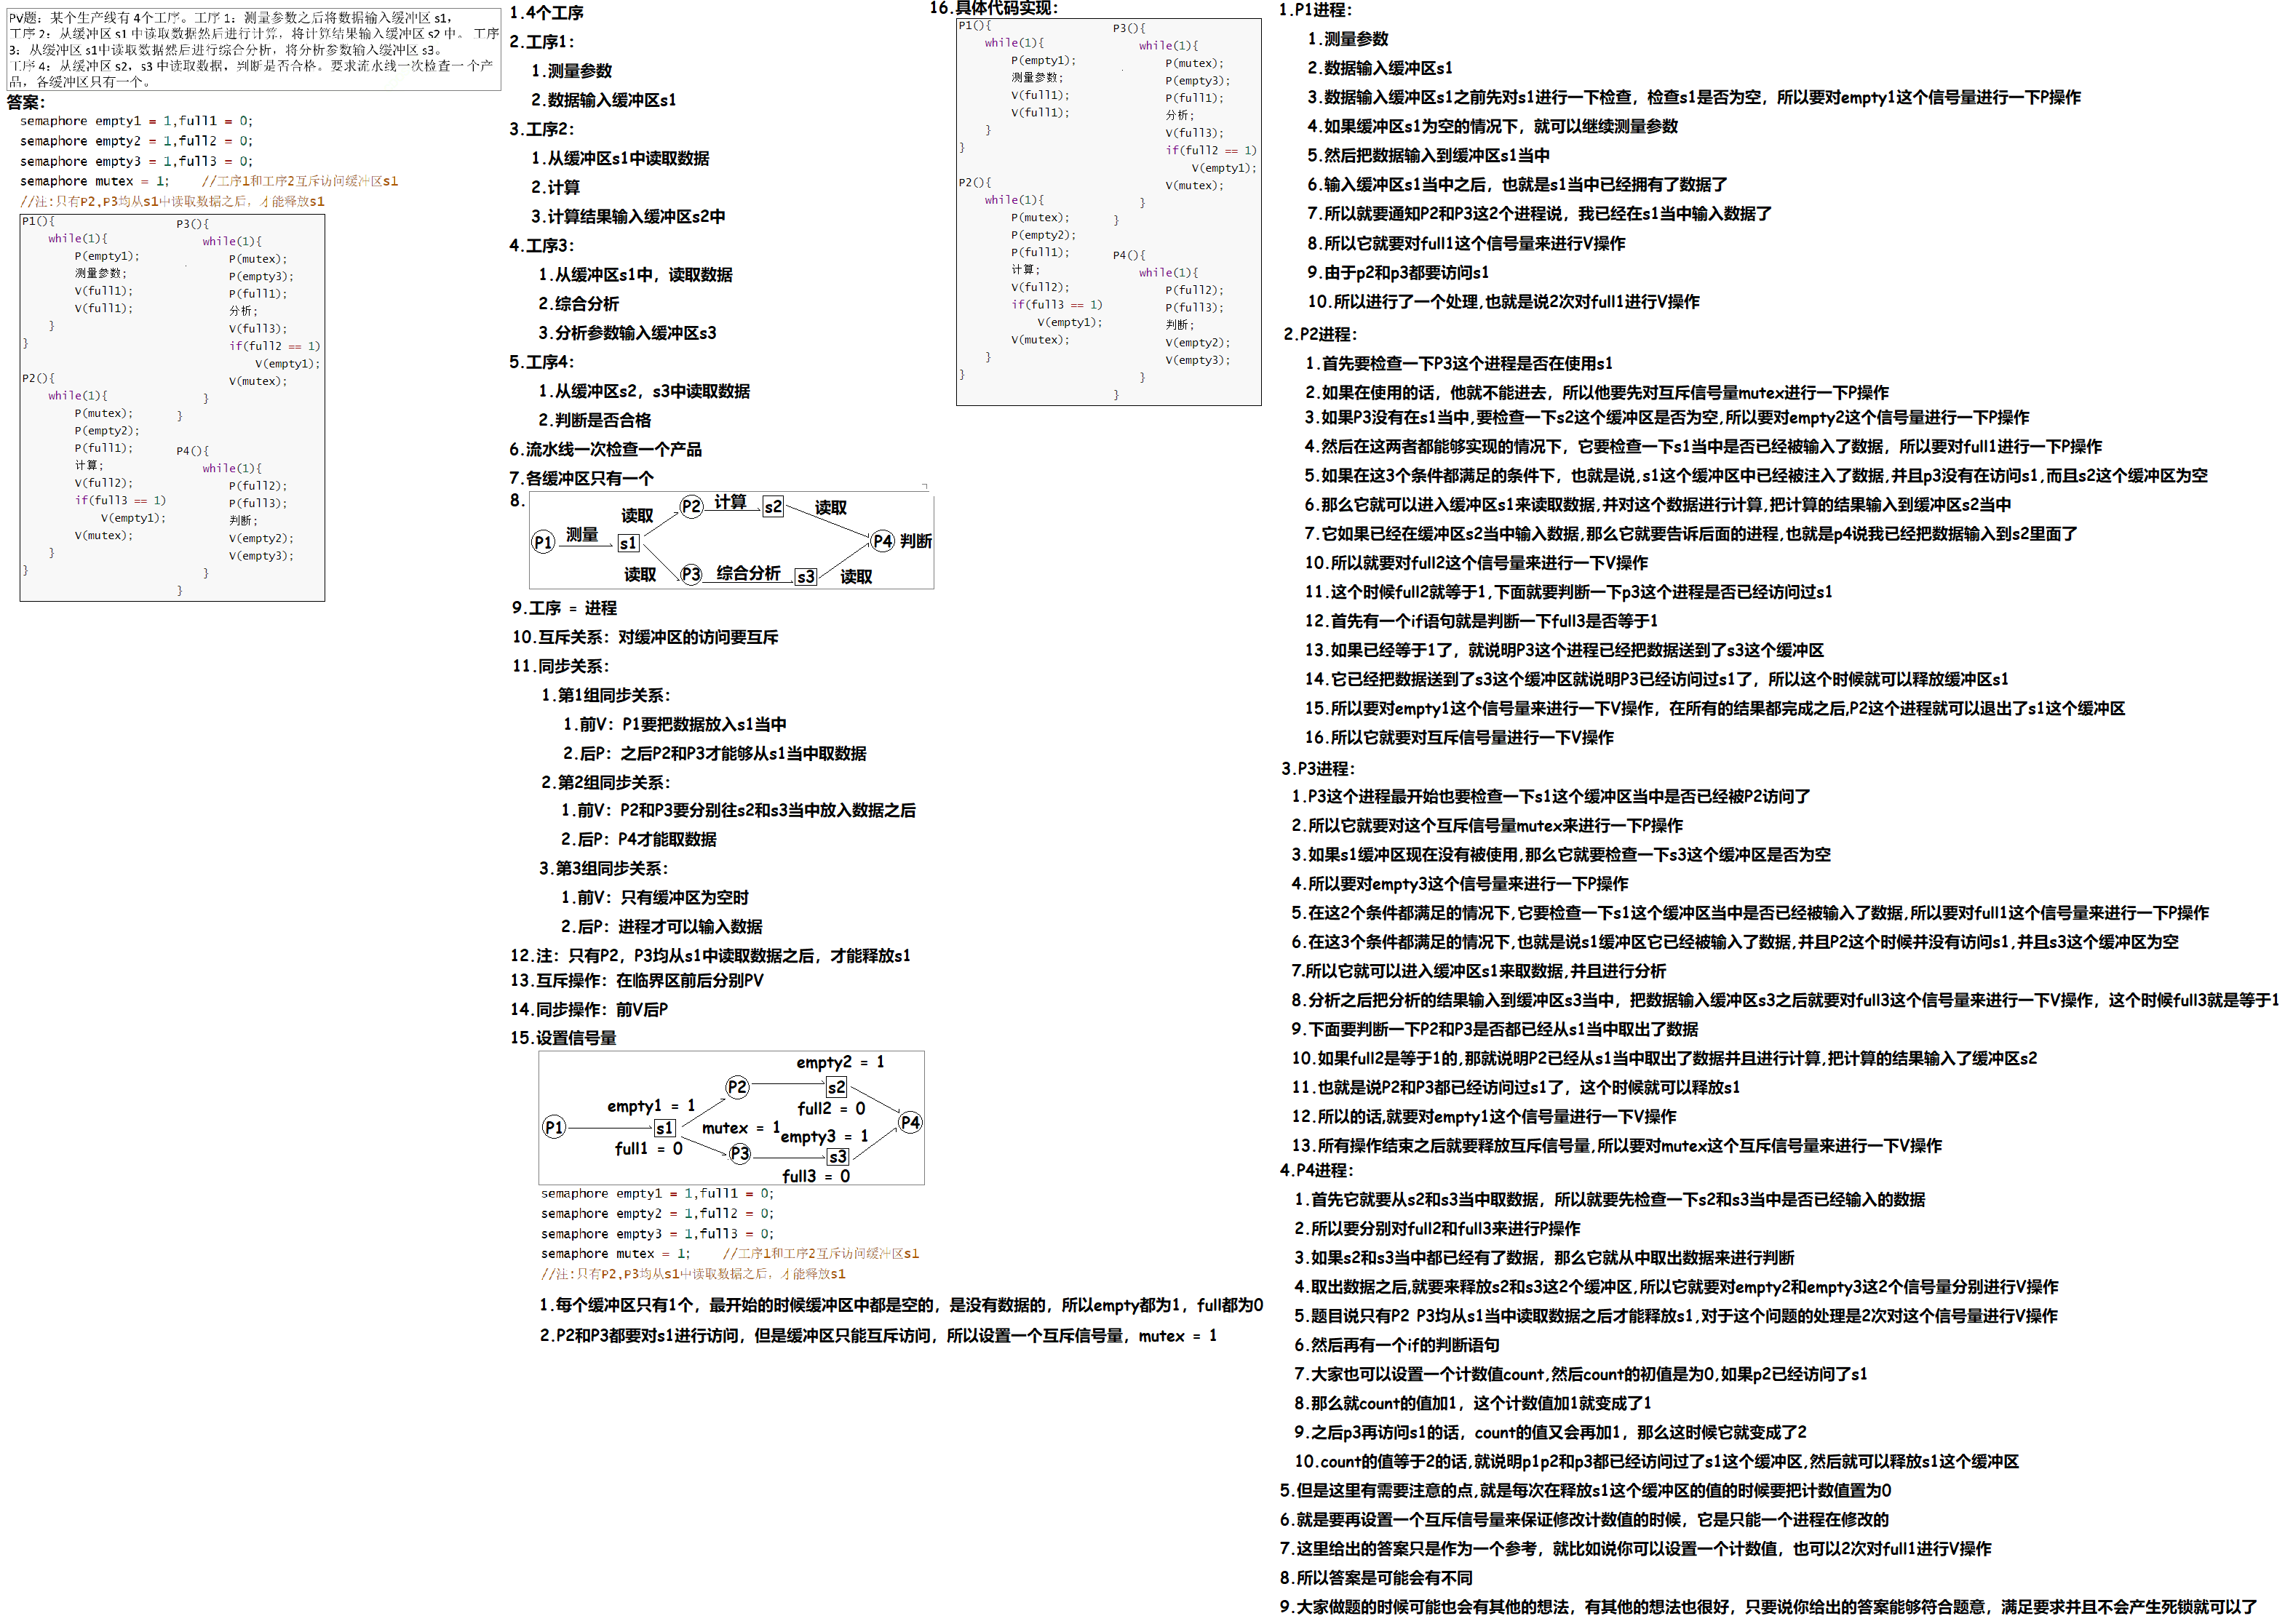 PV题：某个生产线有4个工序。工序1：测量参数之后将数据输入缓冲区s1，
工序2：从缓冲区s1中读取数据然后进行计算，将计算结果输入缓冲区s2中。工序
3：从缓冲区s1中读取数据然后进行综合分析，将分析参数输入缓冲区s3。
工序4：从缓冲区s2，s3中读取数据，判断是否合格。要求流水线一次检查一个产
品，各缓冲区只有一个。
答案：
semaphore empty1 = 1,full1 = 0;
semaphore empty2 = 1,full2 = 0;
semaphore empty3 = 1,full3 = 0;
semaphore mutex = 1; //工序1和工序2互斥访问缓冲区s1
//注:只有P2,P3均从s1中读取数据之后，才能释放s1
P1(){
while(1){
P(empty1);
测量参数;
V(full1);
V(full1);
}
}
P2(){
while(1){
P(mutex);
P(empty2);
P(full1);
计算;
V(full2);
if(full3 == 1)
V(empty1);
V(mutex);
}
}
P3(){
while(1){
P(mutex);
P(empty3);
P(full1);
分析;
V(full3);
if(full2 == 1)
V(empty1);
V(mutex);
}
}
P4(){
while(1){
P(full2);
P(full3);
判断;
V(empty2);
V(empty3);
}
}
1.4个工序
2.工序1：
1.测量参数
2.数据输入缓冲区s1
3.工序2：
1.从缓冲区s1中读取数据
2.计算
3.计算结果输入缓冲区s2中
4.工序3：
1.从缓冲区s1中，读取数据
2.综合分析
3.分析参数输入缓冲区s3
5.工序4：
1.从缓冲区s2，s3中读取数据
2.判断是否合格
6.流水线一次检查一个产品
7.各缓冲区只有一个
8.
P1 测量 s1 读取 P2 计算 s2 读取 P4 判断
读取 P3 综合分析 s3 读取
9.工序 = 进程
10.互斥关系：对缓冲区的访问要互斥
11.同步关系：
1.第1组同步关系：
1.前V：P1要把数据放入s1当中
2.后P：之后P2和P3才能够从s1当中取数据
2.第2组同步关系：
1.前V：P2和P3要分别往s2和s3当中放入数据之后
2.后P：P4才能取数据
3.第3组同步关系：
1.前V：只有缓冲区为空时
2.后P：进程才可以输入数据
12.注：只有P2，P3均从s1中读取数据之后，才能释放s1
13.互斥操作：在临界区前后分别PV
14.同步操作：前V后P
15.设置信号量
empty2 = 1
P2 s2
empty1 = 1 full2 = 0
P1 s1 mutex = 1 empty3 = 1 P4
full1 = 0 P3 s3
full3 = 0
semaphore empty1 = 1,full1 = 0;
semaphore empty2 = 1,full2 = 0;
semaphore empty3 = 1,full3 = 0;
semaphore mutex = 1; //工序1和工序2互斥访问缓冲区s1
//注:只有P2,P3均从s1中读取数据之后，才能释放s1
1.每个缓冲区只有1个，最开始的时候缓冲区中都是空的，是没有数据的，所以empty都为1，full都为0
2.P2和P3都要对s1进行访问，但是缓冲区只能互斥访问，所以设置一个互斥信号量，mutex = 1
16.具体代码实现：
P1(){
while(1){
P(empty1);
测量参数;
V(full1);
V(full1);
}
}
P2(){
while(1){
P(mutex);
P(empty2);
P(full1);
计算;
V(full2);
if(full3 == 1)
V(empty1);
V(mutex);
}
}
P3(){
while(1){
P(mutex);
P(empty3);
P(full1);
分析;
V(full3);
if(full2 == 1)
V(empty1);
V(mutex);
}
}
P4(){
while(1){
P(full2);
P(full3);
判断;
V(empty2);
V(empty3);
}
}
1.P1进程：
1.测量参数
2.数据输入缓冲区s1
3.数据输入缓冲区s1之前先对s1进行一下检查，检查s1是否为空，所以要对empty1这个信号量进行一下P操作
4.如果缓冲区s1为空的情况下，就可以继续测量参数
5.然后把数据输入到缓冲区s1当中
6.输入缓冲区s1当中之后，也就是s1当中已经拥有了数据了
7.所以就要通知P2和P3这2个进程说，我已经在s1当中输入数据了
8.所以它就要对full1这个信号量来进行V操作
9.由于p2和p3都要访问s1
10.所以进行了一个处理,也就是说2次对full1进行V操作
2.P2进程：
1.首先要检查一下P3这个进程是否在使用s1
2.如果在使用的话，他就不能进去，所以他要先对互斥信号量mutex进行一下P操作
3.如果P3没有在s1当中,要检查一下s2这个缓冲区是否为空,所以要对empty2这个信号量进行一下P操作
4.然后在这两者都能够实现的情况下，它要检查一下s1当中是否已经被输入了数据，所以要对full1进行一下P操作
5.如果在这3个条件都满足的条件下，也就是说,s1这个缓冲区中已经被注入了数据,并且p3没有在访问s1,而且s2这个缓冲区为空
6.那么它就可以进入缓冲区s1来读取数据,并对这个数据进行计算,把计算的结果输入到缓冲区s2当中
7.它如果已经在缓冲区s2当中输入数据,那么它就要告诉后面的进程,也就是p4说我已经把数据输入到s2里面了
10.所以就要对full2这个信号量来进行一下V操作
11.这个时候full2就等于1,下面就要判断一下p3这个进程是否已经访问过s1
12.首先有一个if语句就是判断一下full3是否等于1
13.如果已经等于1了，就说明P3这个进程已经把数据送到了s3这个缓冲区
14.它已经把数据送到了s3这个缓冲区就说明P3已经访问过s1了，所以这个时候就可以释放缓冲区s1
15.所以要对empty1这个信号量来进行一下V操作，在所有的结果都完成之后,P2这个进程就可以退出了s1这个缓冲区
16.所以它就要对互斥信号量进行一下V操作
3.P3进程：
1.P3这个进程最开始也要检查一下s1这个缓冲区当中是否已经被P2访问了
2.所以它就要对这个互斥信号量mutex来进行一下P操作
3.如果s1缓冲区现在没有被使用,那么它就要检查一下s3这个缓冲区是否为空
4.所以要对empty3这个信号量来进行一下P操作
5.在这2个条件都满足的情况下,它要检查一下s1这个缓冲区当中是否已经被输入了数据,所以要对full1这个信号量来进行一下P操作
6.在这3个条件都满足的情况下,也就是说s1缓冲区它已经被输入了数据,并且P2这个时候并没有访问s1,并且s3这个缓冲区为空
7.所以它就可以进入缓冲区s1来取数据,并且进行分析
8.分析之后把分析的结果输入到缓冲区s3当中，把数据输入缓冲区s3之后就要对full3这个信号量来进行一下V操作，这个时候full3就是等于1
9.下面要判断一下P2和P3是否都已经从s1当中取出了数据
10.如果full2是等于1的,那就说明P2已经从s1当中取出了数据并且进行计算,把计算的结果输入了缓冲区s2
11.也就是说P2和P3都已经访问过s1了，这个时候就可以释放s1
12.所以的话,就要对empty1这个信号量进行一下V操作
13.所有操作结束之后就要释放互斥信号量,所以要对mutex这个互斥信号量来进行一下V操作
4.P4进程：
1.首先它就要从s2和s3当中取数据，所以就要先检查一下s2和s3当中是否已经输入的数据
2.所以要分别对full2和full3来进行P操作
3.如果s2和s3当中都已经有了数据，那么它就从中取出数据来进行判断
4.取出数据之后,就要来释放s2和s3这2个缓冲区,所以它就要对empty2和empty3这2个信号量分别进行V操作
5.题目说只有P2 P3均从s1当中读取数据之后才能释放s1,对于这个问题的处理是2次对这个信号量进行V操作
6.然后再有一个if的判断语句
7.大家也可以设置一个计数值count,然后count的初值是为0,如果p2已经访问了s1
8.那么就count的值加1，这个计数值加1就变成了1
9.之后p3再访问s1的话，count的值又会再加1，那么这时候它就变成了2
10.count的值等于2的话,就说明p1p2和p3都已经访问过了s1这个缓冲区,然后就可以释放s1这个缓冲区
5.但是这里有需要注意的点,就是每次在释放s1这个缓冲区的值的时候要把计数值置为0
6.就是要再设置一个互斥信号量来保证修改计数值的时候，它是只能一个进程在修改的
7.这里给出的答案只是作为一个参考，就比如说你可以设置一个计数值，也可以2次对full1进行V操作
8.所以答案是可能会有不同
9.大家做题的时候可能也会有其他的想法，有其他的想法也很好，只要说你给出的答案能够符合题意，满足要求并且不会产生死锁就可以了